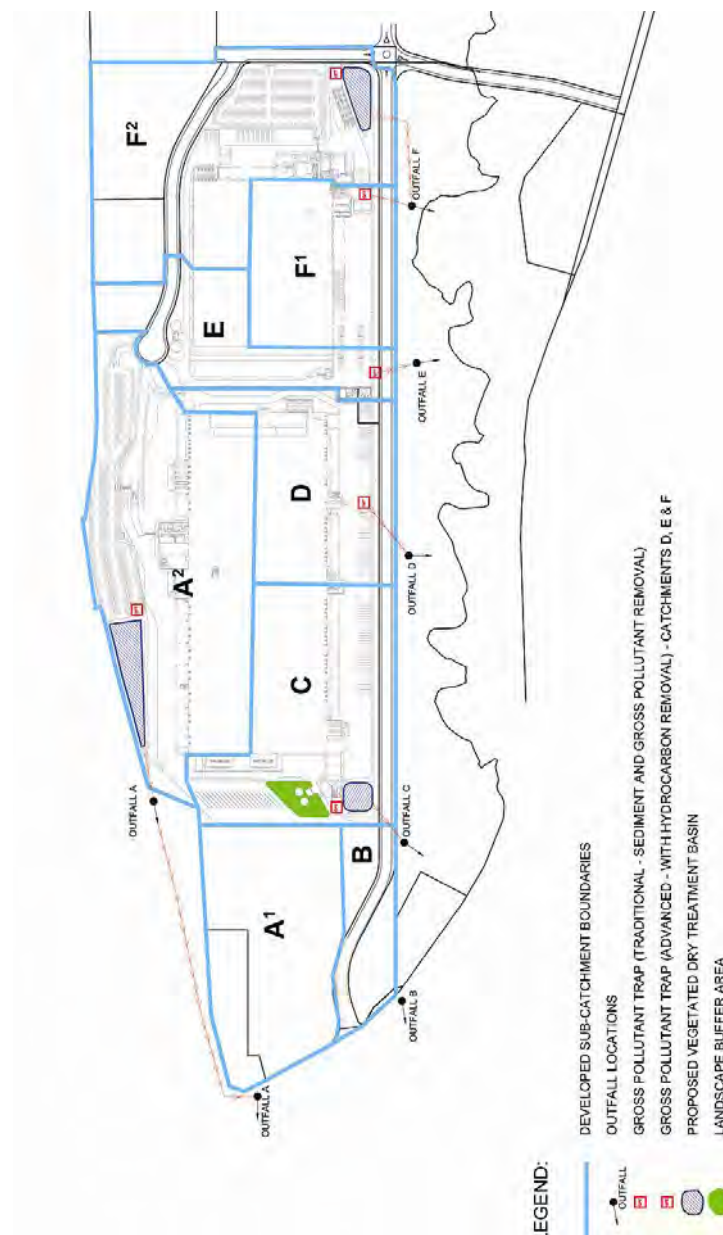 F²
F¹
E
D
A²
C
B
A¹
OUTFALL F
OUTFALL E
OUTFALL D
OUTFALL C
OUTFALL B
OUTFALL A
OUTFALL A
EGEND:
DEVELOPED SUB-CATCHMENT BOUNDARIES
OUTFALL
OUTFALL LOCATIONS
GROSS POLLUTANT TRAP (TRADITIONAL - SEDIMENT AND GROSS POLLUTANT REMOVAL)
GROSS POLLUTANT TRAP (ADVANCED - WITH HYDROCARBON REMOVAL) - CATCHMENTS D, E & F
PROPOSED VEGETATED DRY TREATMENT BASIN
LANDSCAPE BUFFER AREA